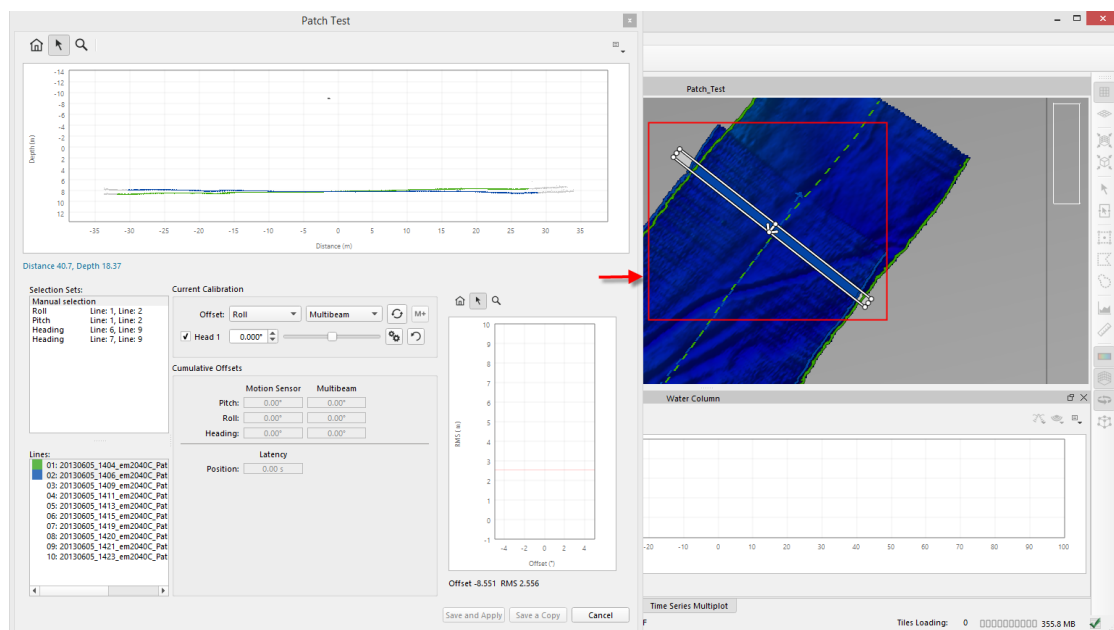 Patch Test
-14
-12
-10
-8
-6
-4
-2
0
2
4
6
8
10
12
Depth (m)
-35 -30 -25 -20 -15 -10 -5 0 5 10 15 20 25 30 35
Distance (m)
Distance 40.7, Depth 18.37
Selection Sets:
Manual selection
Roll Line: 1, Line: 2
Pitch Line: 1, Line: 2
Heading Line: 6, Line: 9
Heading Line: 7, Line: 9
Lines:
01: 20130605_1404_em2040C_Pat
02: 20130605_1406_em2040C_Pat
03: 20130605_1409_em2040C_Pat
04: 20130605_1411_em2040C_Pat
05: 20130605_1413_em2040C_Pat
06: 20130605_1415_em2040C_Pat
07: 20130605_1419_em2040C_Pat
08: 20130605_1420_em2040C_Pat
09: 20130605_1421_em2040C_Pat
10: 20130605_1423_em2040C_Pat
Current Calibration
Offset: Roll Multibeam M+
Head 1 0.000°
Cumulative Offsets
Motion Sensor Multibeam
Pitch: 0.00° 0.00°
Roll: 0.00° 0.00°
Heading: 0.00° 0.00°
Latency
Position: 0.00 s
10
9
8
7
6
5
4
3
2
1
0
-1
RMS (m)
-4 -2 0 2 4
Offset (°)
Offset -8.551 RMS 2.556
Save and Apply Save a Copy Cancel
Patch_Test
Water Column
-20 -10 0 10 20 30 40 50 60 70 80 90 100
Time Series Multiplot
F
Tiles Loading: 0 355.8 MB